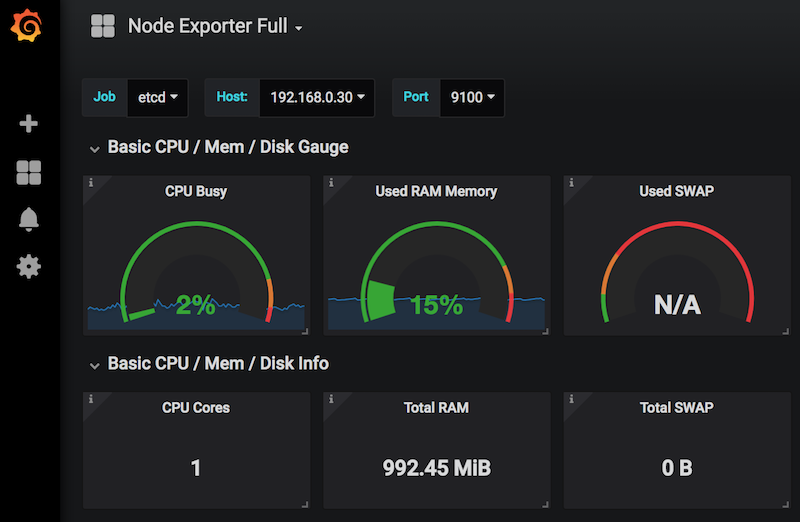 Node Exporter Full
Job etcd Host: 192.168.0.30 Port 9100
Basic CPU / Mem / Disk Gauge
i CPU Busy i Used RAM Memory i Used SWAP
2% 15% N/A
Basic CPU / Mem / Disk Info
i CPU Cores i Total RAM i Total SWAP
1 992.45 MiB 0 B